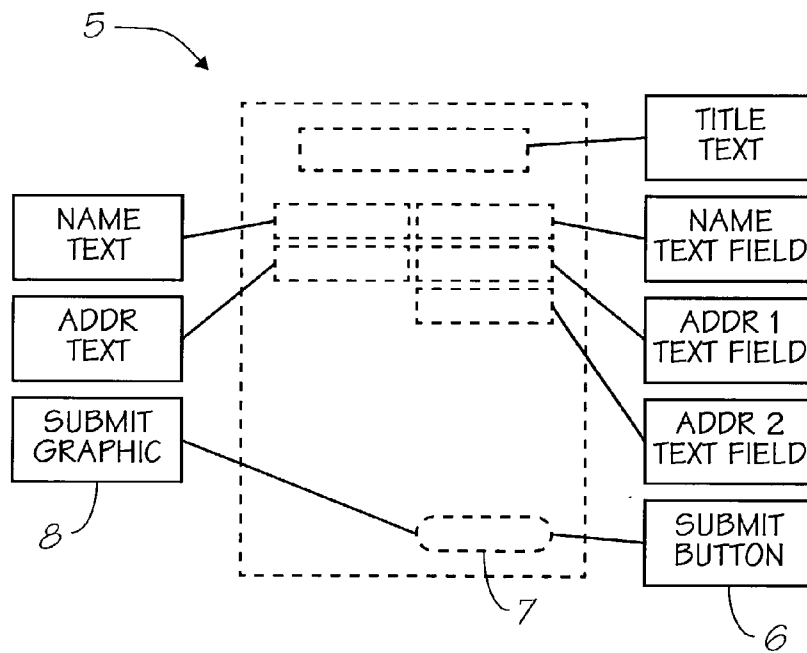 5
TITLE
TEXT
NAME
TEXT
NAME
TEXT FIELD
ADDR
TEXT
ADDR 1
TEXT FIELD
SUBMIT
GRAPHIC
ADDR 2
TEXT FIELD
8
SUBMIT
BUTTON
7
6